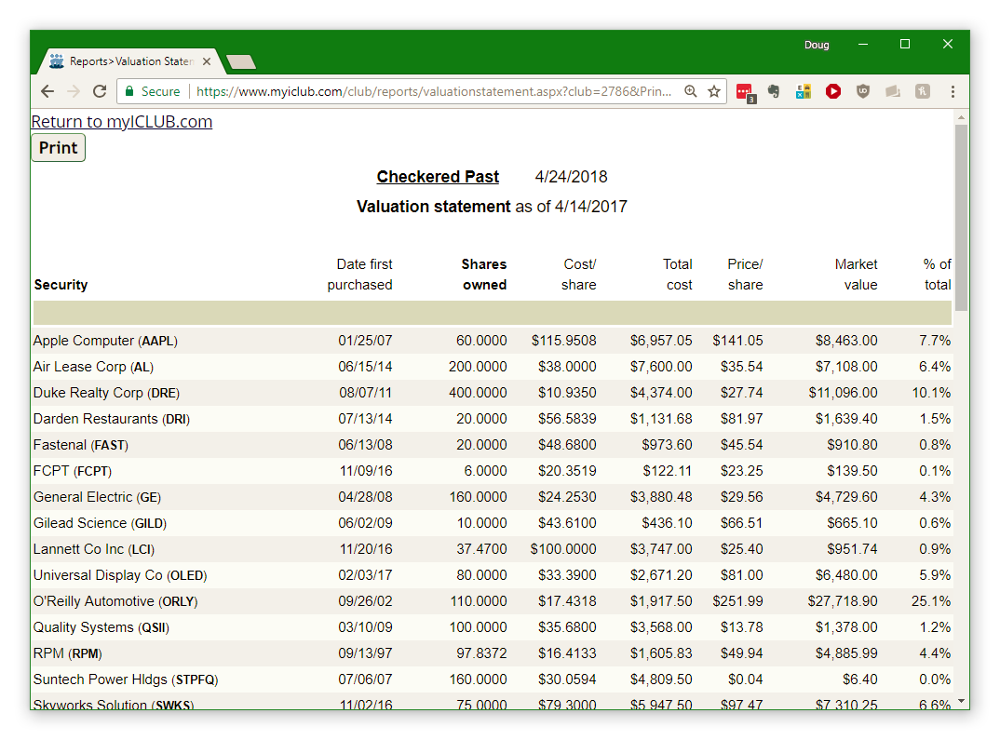 Doug
Reports>Valuation Staten
Secure https://www.myiclub.com/club/reports/valuationstatement.aspx?club=2786&Prin... 3
Return to myICLUB.com
Print
Checkered Past 4/24/2018
Valuation statement as of 4/14/2017
Date first Shares Cost/ Total Price/ Market % of
Security purchased owned share cost share value total
Apple Computer (AAPL) 01/25/07 60.0000 $115.9508 $6,957.05 $141.05 $8,463.00 7.7%
Air Lease Corp (AL) 06/15/14 200.0000 $38.0000 $7,600.00 $35.54 $7,108.00 6.4%
Duke Realty Corp (DRE) 08/07/11 400.0000 $10.9350 $4,374.00 $27.74 $11,096.00 10.1%
Darden Restaurants (DRI) 07/13/14 20.0000 $56.5839 $1,131.68 $81.97 $1,639.40 1.5%
Fastenal (FAST) 06/13/08 20.0000 $48.6800 $973.60 $45.54 $910.80 0.8%
FCPT (FCPT) 11/09/16 6.0000 $20.3519 $122.11 $23.25 $139.50 0.1%
General Electric (GE) 04/28/08 160.0000 $24.2530 $3,880.48 $29.56 $4,729.60 4.3%
Gilead Science (GILD) 06/02/09 10.0000 $43.6100 $436.10 $66.51 $665.10 0.6%
Lannett Co Inc (LCI) 11/20/16 37.4700 $100.0000 $3,747.00 $25.40 $951.74 0.9%
Universal Display Co (OLED) 02/03/17 80.0000 $33.3900 $2,671.20 $81.00 $6,480.00 5.9%
O'Reilly Automotive (ORLY) 09/26/02 110.0000 $17.4318 $1,917.50 $251.99 $27,718.90 25.1%
Quality Systems (QSII) 03/10/09 100.0000 $35.6800 $3,568.00 $13.78 $1,378.00 1.2%
RPM (RPM) 09/13/97 97.8372 $16.4133 $1,605.83 $49.94 $4,885.99 4.4%
Suntech Power Hldgs (STPFQ) 07/06/07 160.0000 $30.0594 $4,809.50 $0.04 $6.40 0.0%
Skyworks Solution (SWKS) 11/02/16 75.0000 $79.3000 $5,947.50 $97.47 $7,310.25 6.6%